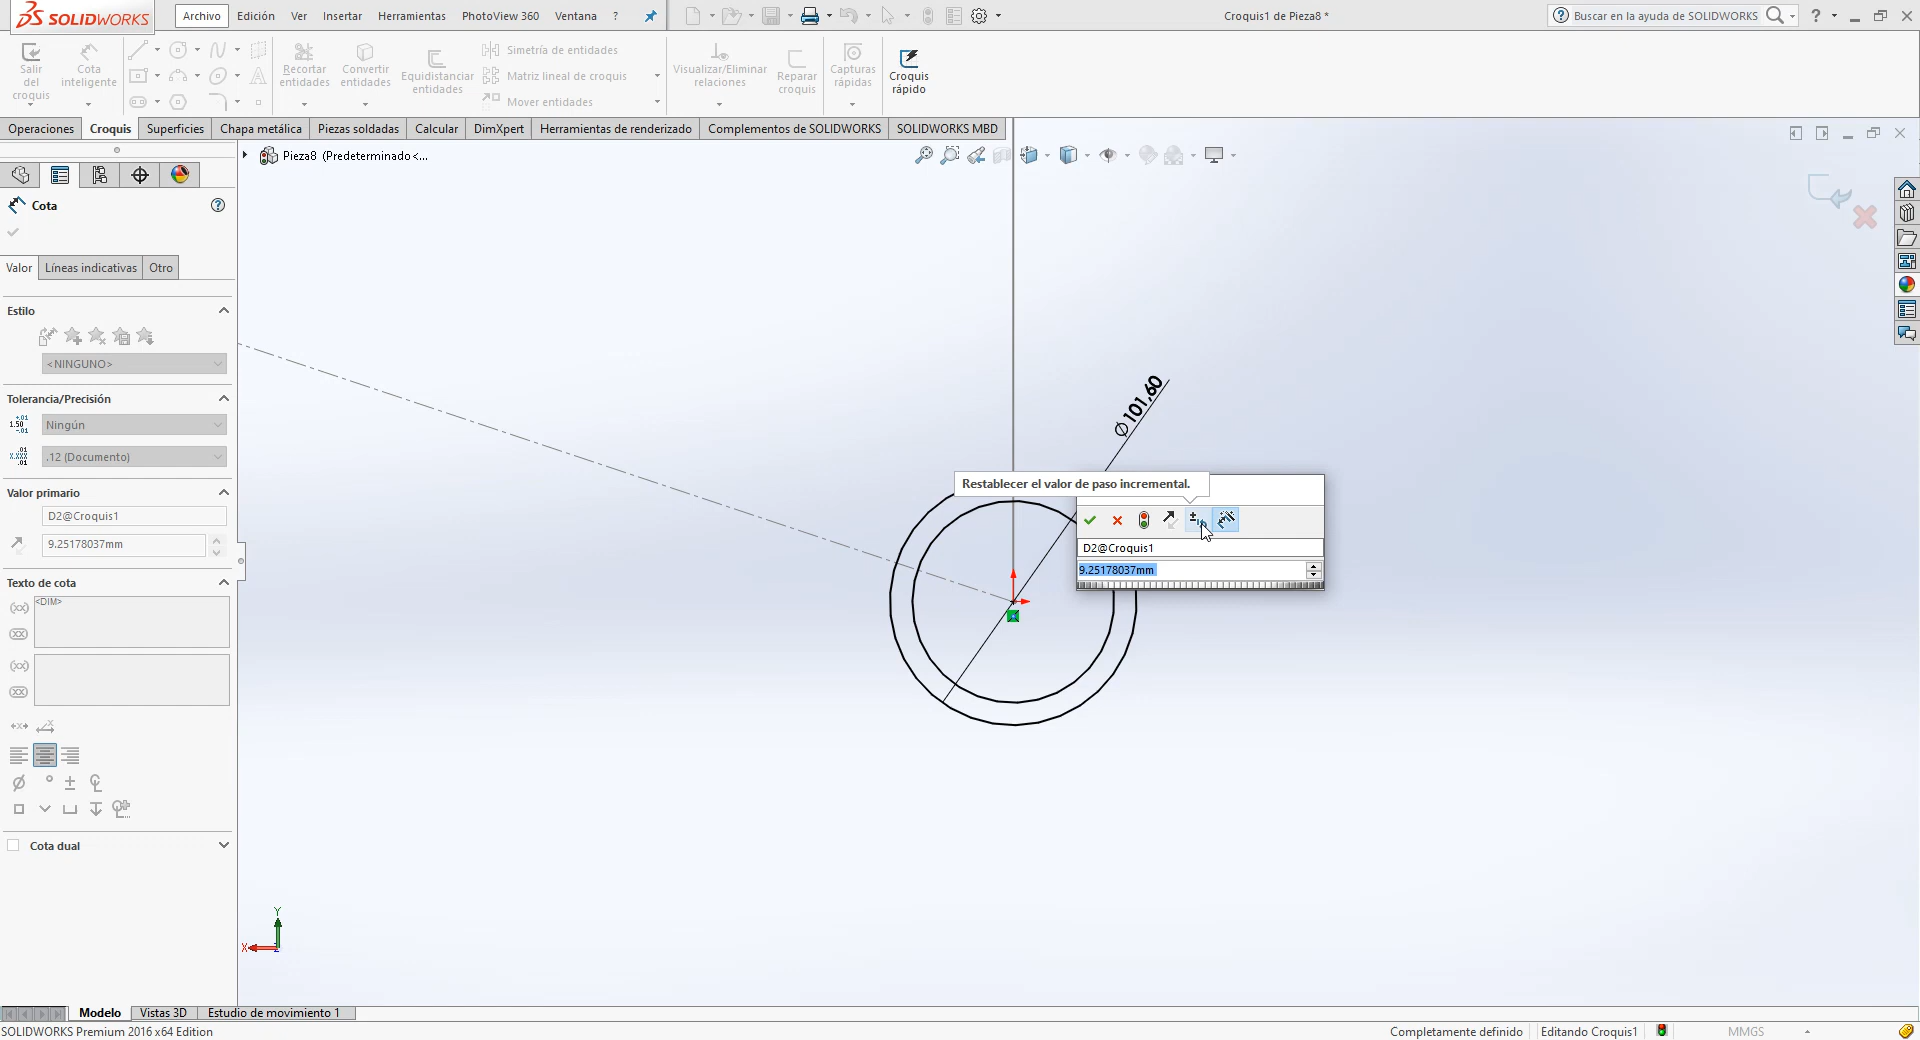 SOLIDWORKS
Archivo Edición Ver Insertar Herramientas PhotoView 360 Ventana ?
Croquis1 de Pieza8 *
Buscar en la ayuda de SOLIDWORKS
?
Salir del croquis
Cota inteligente
Recortar entidades
Convertir entidades
Equidistanciar entidades
Simetría de entidades
Matriz lineal de croquis
Mover entidades
Visualizar/Eliminar relaciones
Reparar croquis
Capturas rápidas
Croquis rápido
Operaciones Croquis Superficies Chapa metálica Piezas soldadas Calcular DimXpert Herramientas de renderizado Complementos de SOLIDWORKS SOLIDWORKS MBD
Pieza8 (Predeterminado<...
Cota
Valor Líneas indicativas Otro
Estilo
<NINGUNO>
Tolerancia/Precisión
Ningún
.12 (Documento)
Valor primario
D2@Croquis1
9.25178037mm
Texto de cota
<DIM>
Cota dual
Ø 101,60
Restablecer el valor de paso incremental.
D2@Croquis1
9.25178037mm
Y
X
Z
Modelo Vistas 3D Estudio de movimiento 1
SOLIDWORKS Premium 2016 x64 Edition
Completamente definido Editando Croquis1 MMGS